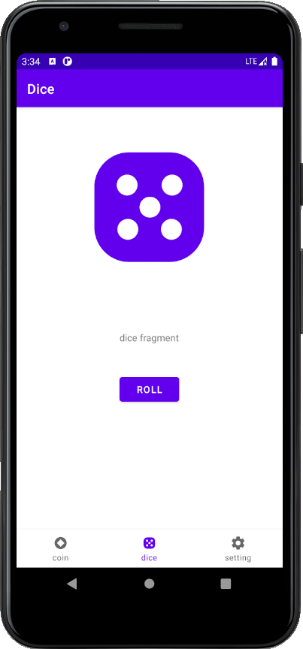 3:34
LTE
Dice
dice fragment
ROLL
coin
dice
setting